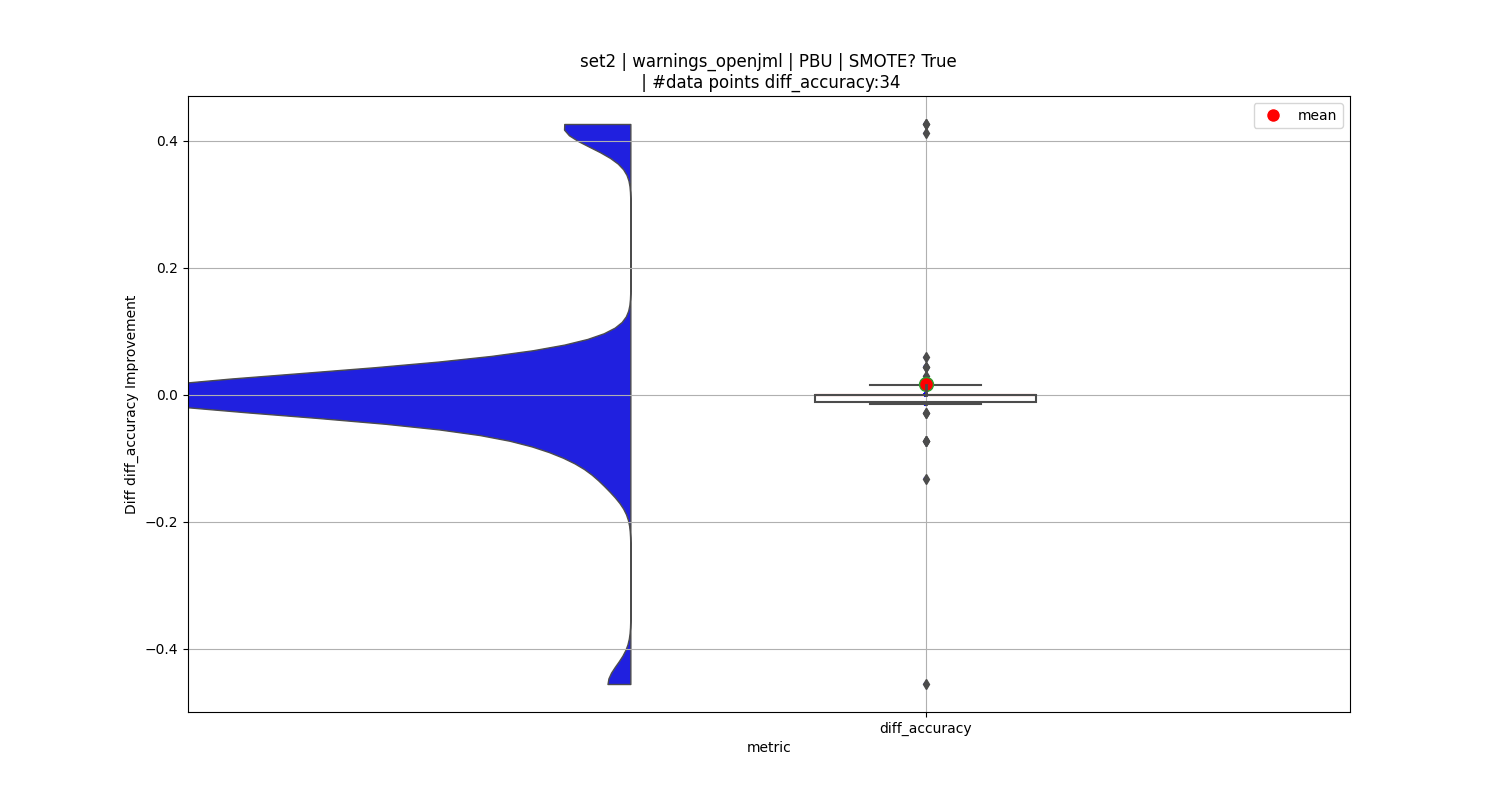 set2 | warnings_openjml | PBU | SMOTE? True
| #data points diff_accuracy:34
mean
0.4
0.2
0.0
−0.2
−0.4
Diff diff_accuracy Improvement
diff_accuracy
metric